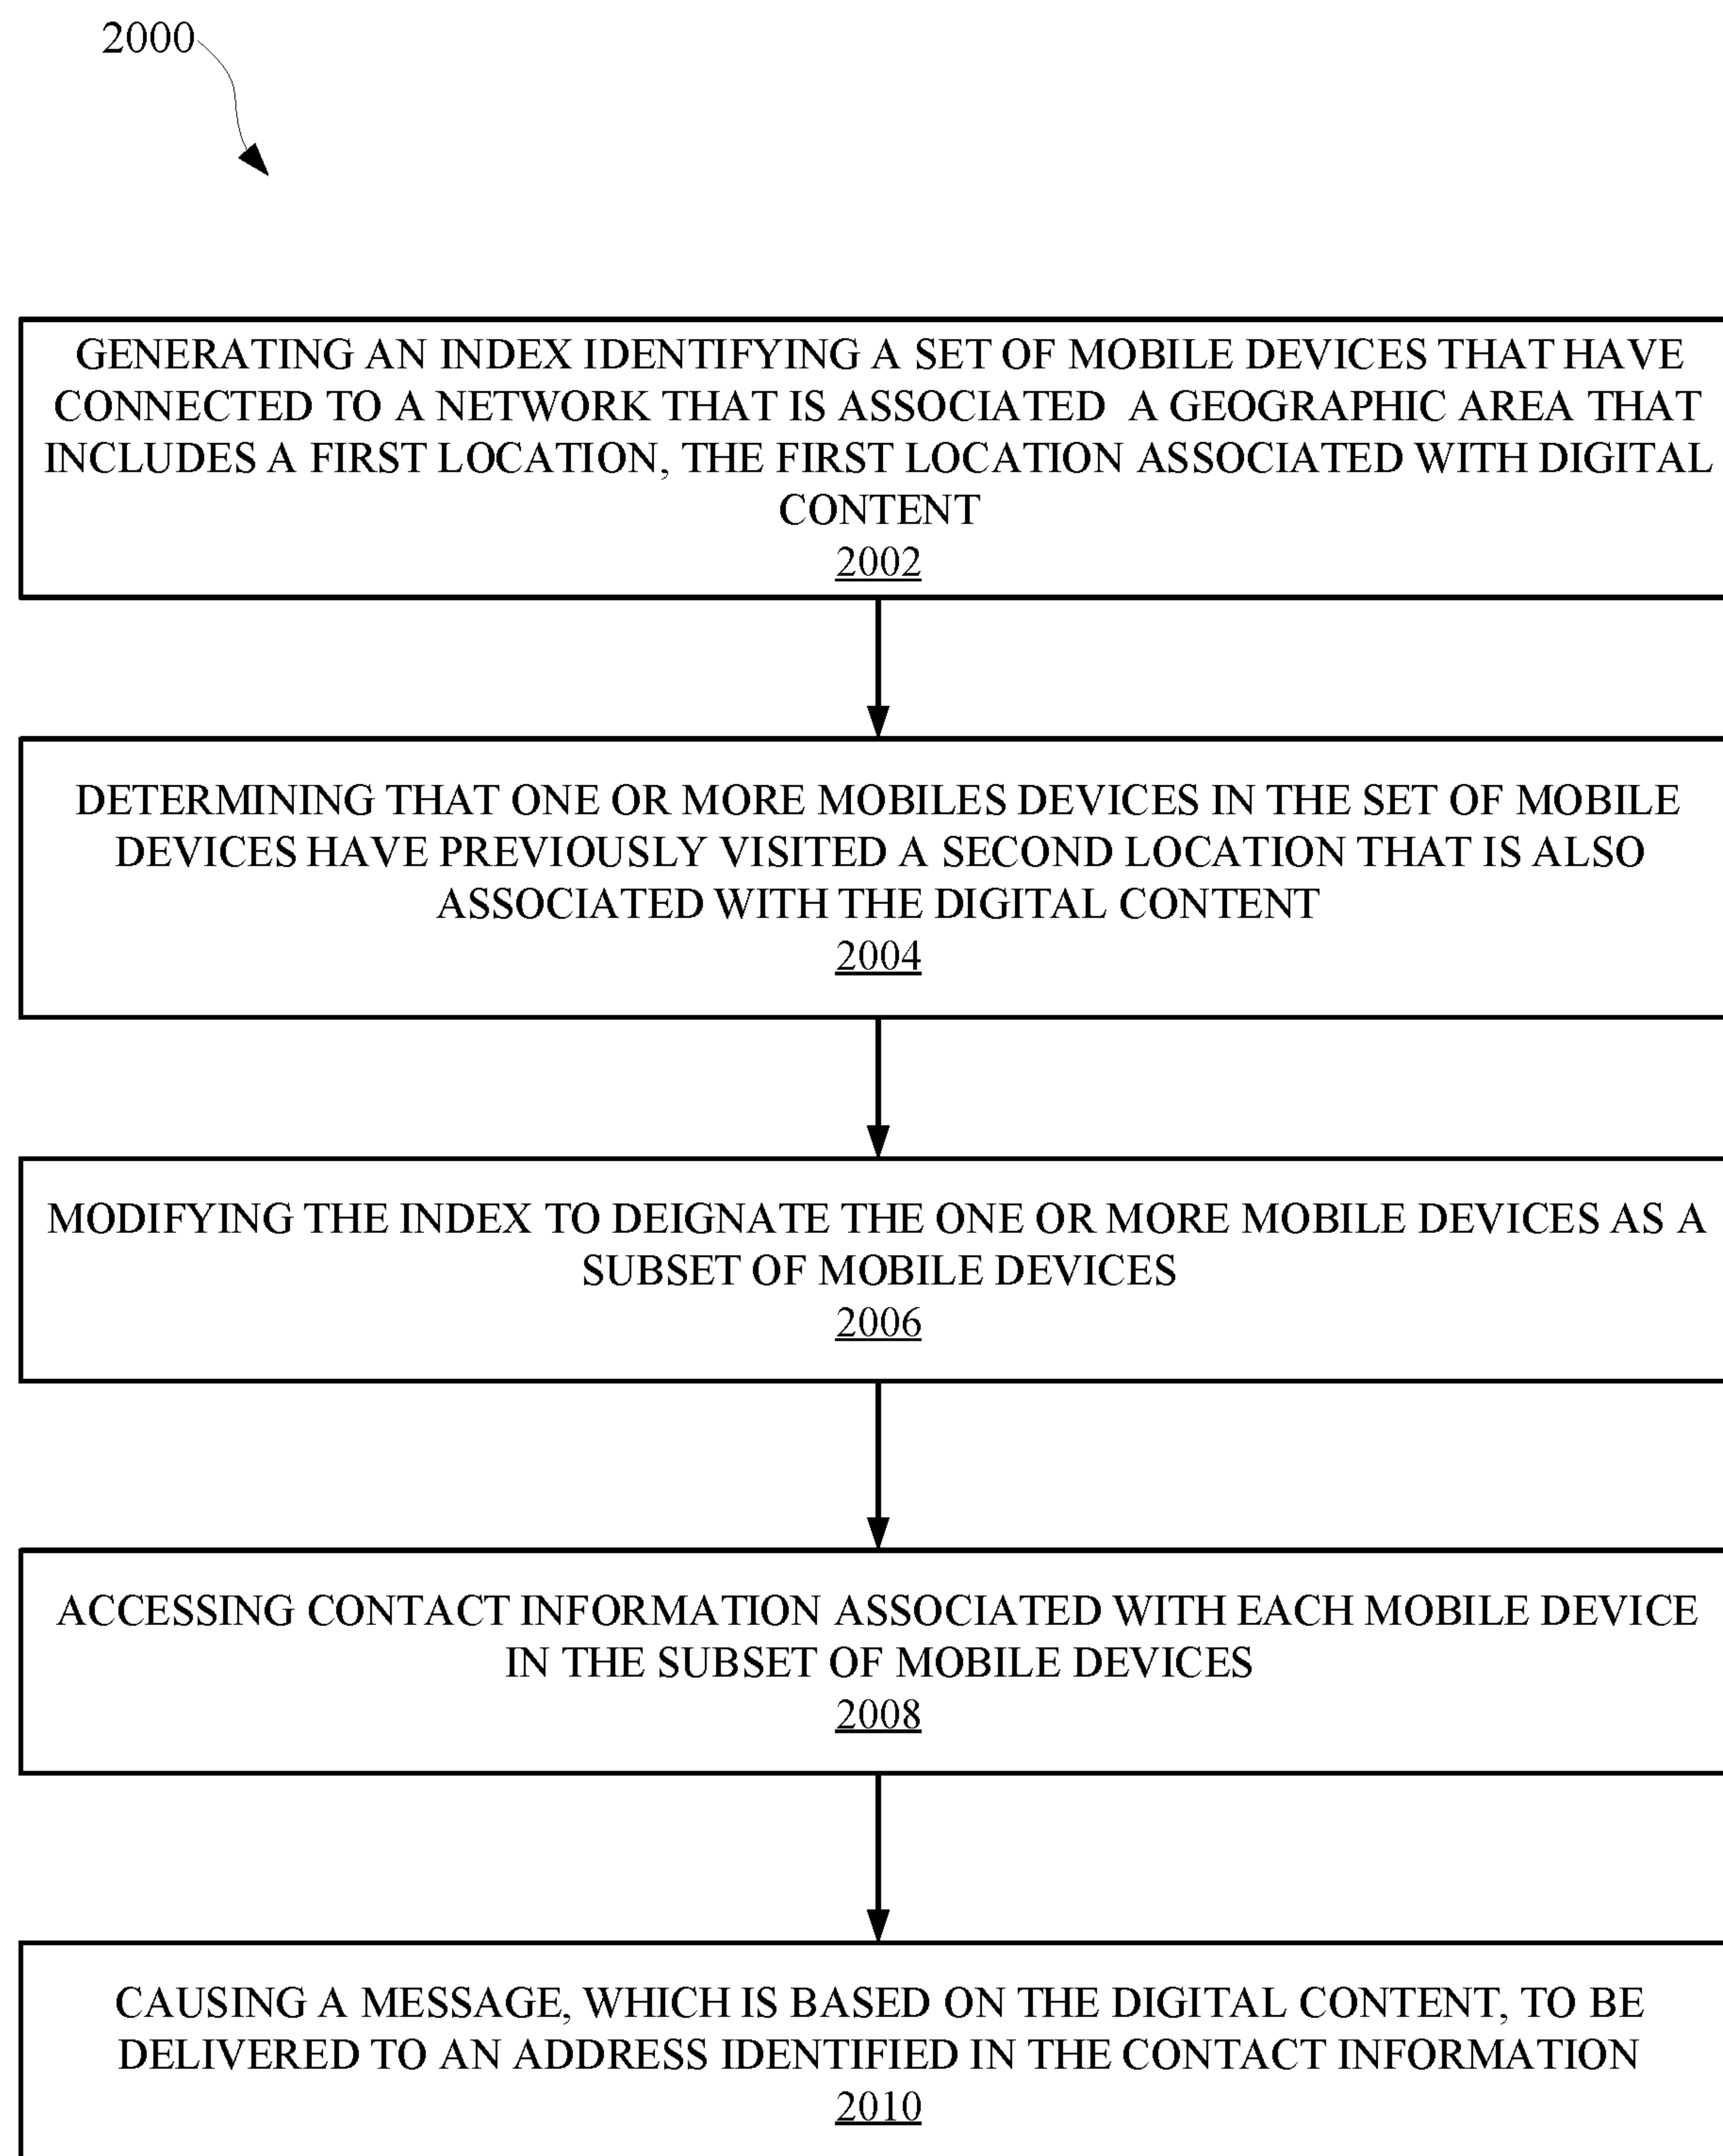 2000
GENERATING AN INDEX IDENTIFYING A SET OF MOBILE DEVICES THAT HAVE
CONNECTED TO A NETWORK THAT IS ASSOCIATED A GEOGRAPHIC AREA THAT
INCLUDES A FIRST LOCATION, THE FIRST LOCATION ASSOCIATED WITH DIGITAL
CONTENT
2002
DETERMINING THAT ONE OR MORE MOBILES DEVICES IN THE SET OF MOBILE
DEVICES HAVE PREVIOUSLY VISITED A SECOND LOCATION THAT IS ALSO
ASSOCIATED WITH THE DIGITAL CONTENT
2004
MODIFYING THE INDEX TO DEIGNATE THE ONE OR MORE MOBILE DEVICES AS A
SUBSET OF MOBILE DEVICES
2006
ACCESSING CONTACT INFORMATION ASSOCIATED WITH EACH MOBILE DEVICE
IN THE SUBSET OF MOBILE DEVICES
2008
CAUSING A MESSAGE, WHICH IS BASED ON THE DIGITAL CONTENT, TO BE
DELIVERED TO AN ADDRESS IDENTIFIED IN THE CONTACT INFORMATION
2010